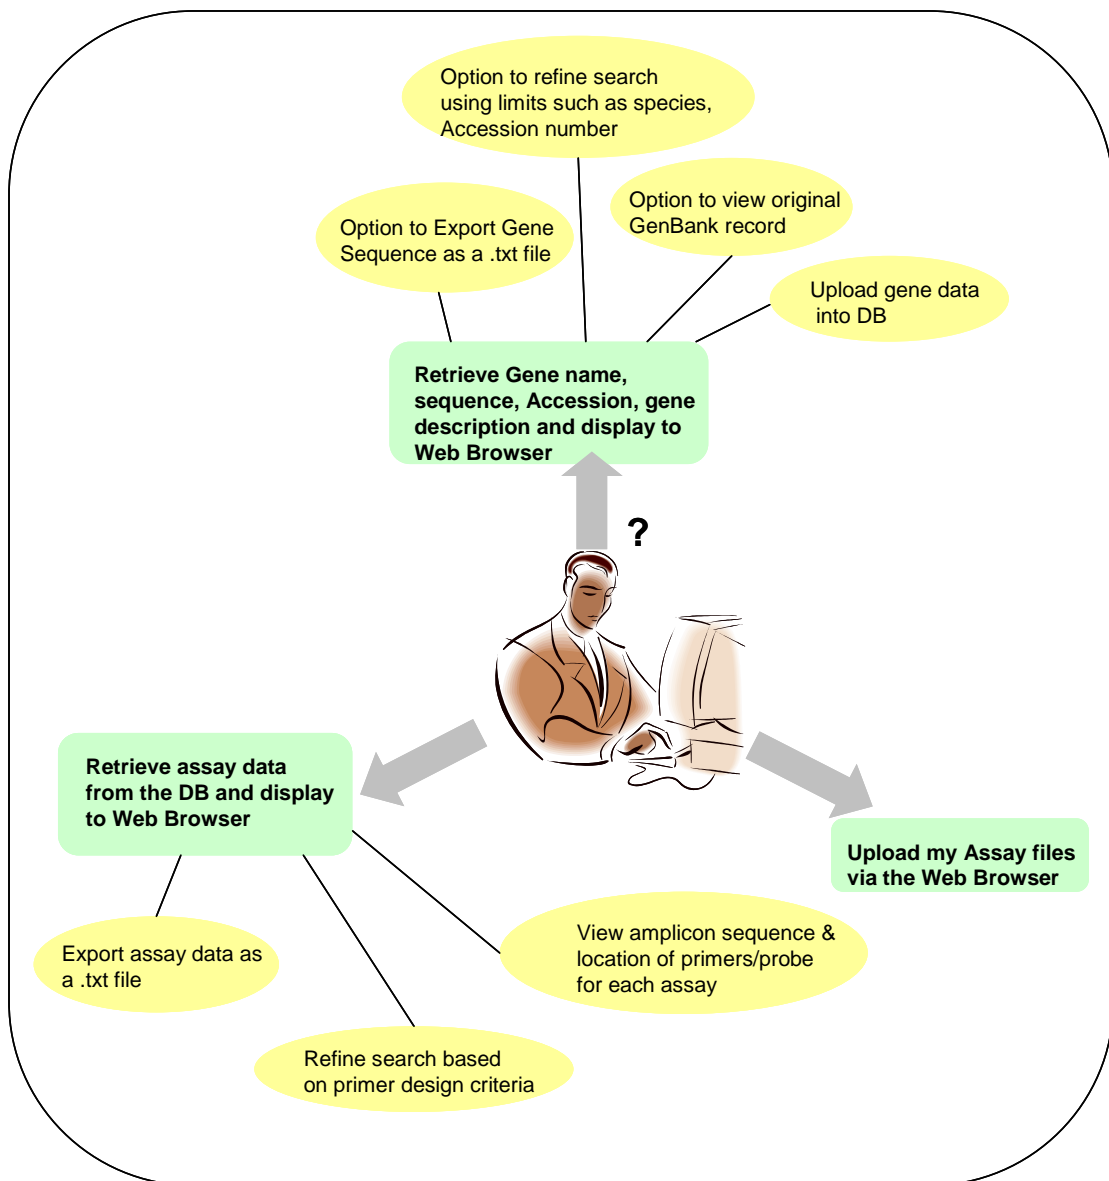 Option to refine search
using limits such as species,
Accession number
Option to view original
GenBank record
Option to Export Gene
Sequence as a .txt file
Upload gene data
into DB
Retrieve Gene name,
sequence, Accession, gene
description and display to
Web Browser
?
Retrieve assay data
from the DB and display
to Web Browser
Upload my Assay files
via the Web Browser
View amplicon sequence &
location of primers/probe
for each assay
Export assay data as
a .txt file
Refine search based
on primer design criteria